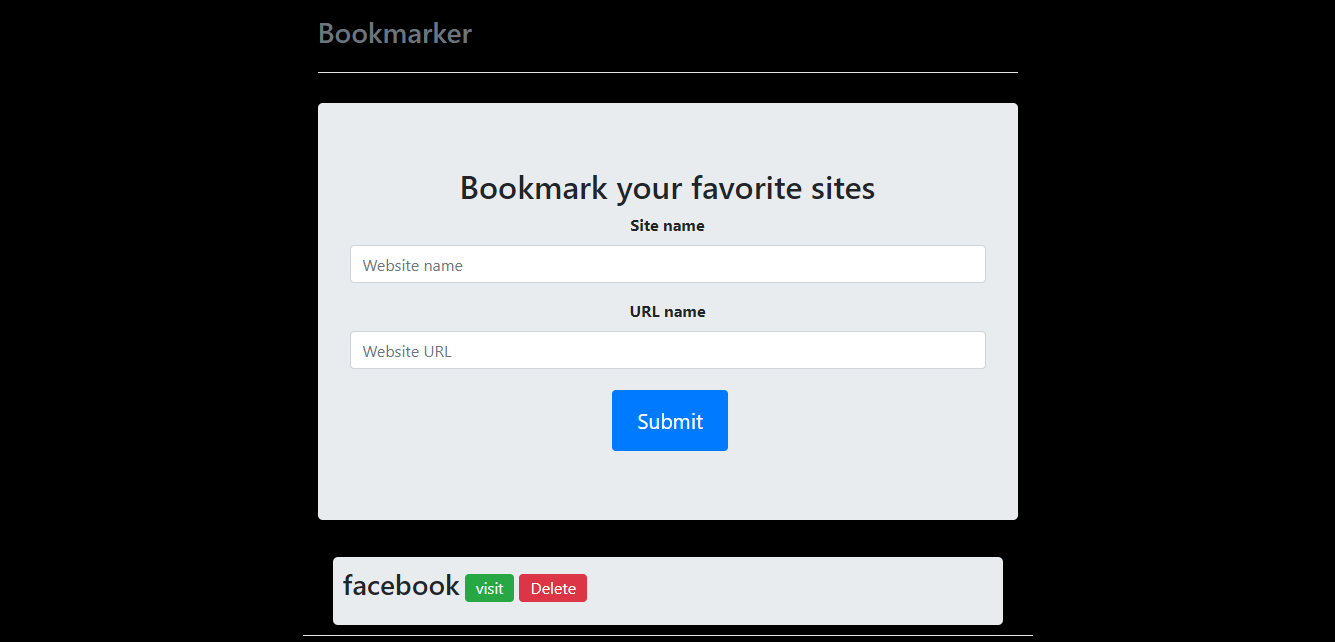 Bookmarker
Bookmark your favorite sites
Site name
Website name
URL name
Website URL
Submit
facebook visit Delete